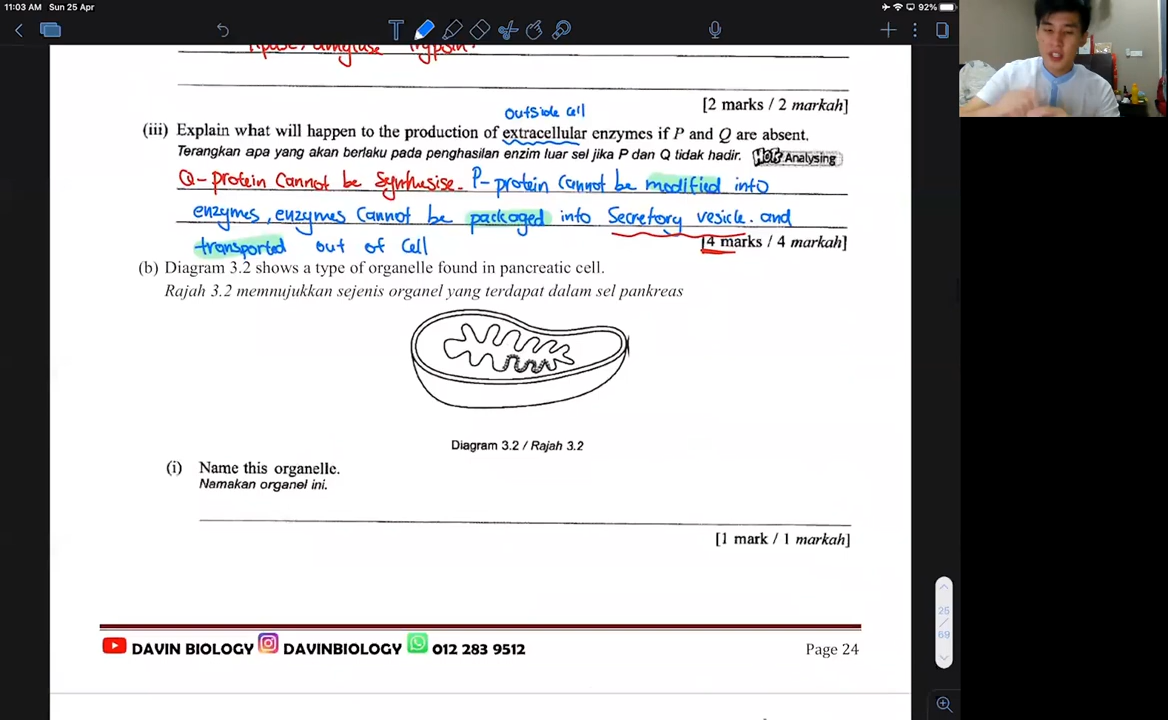 11:03 AM Sun 25 Apr
92%
lipase, amylase trypsin.
[2 marks / 2 markah]
outside cell
(iii) Explain what will happen to the production of extracellular enzymes if P and Q are absent.
Terangkan apa yang akan berlaku pada penghasilan enzim luar sel jika P dan Q tidak hadir. HOTS Analysing
Q-protein cannot be synthesise. P-protein cannot be modified into
enzymes, enzymes cannot be packaged into secretory vesicle. and
transported out of cell
[4 marks / 4 markah]
(b) Diagram 3.2 shows a type of organelle found in pancreatic cell.
Rajah 3.2 memnujukkan sejenis organel yang terdapat dalam sel pankreas
Diagram 3.2 / Rajah 3.2
(i) Name this organelle.
Namakan organel ini.
[1 mark / 1 markah]
25
/
69
DAVIN BIOLOGY DAVINBIOLOGY 012 283 9512
Page 24